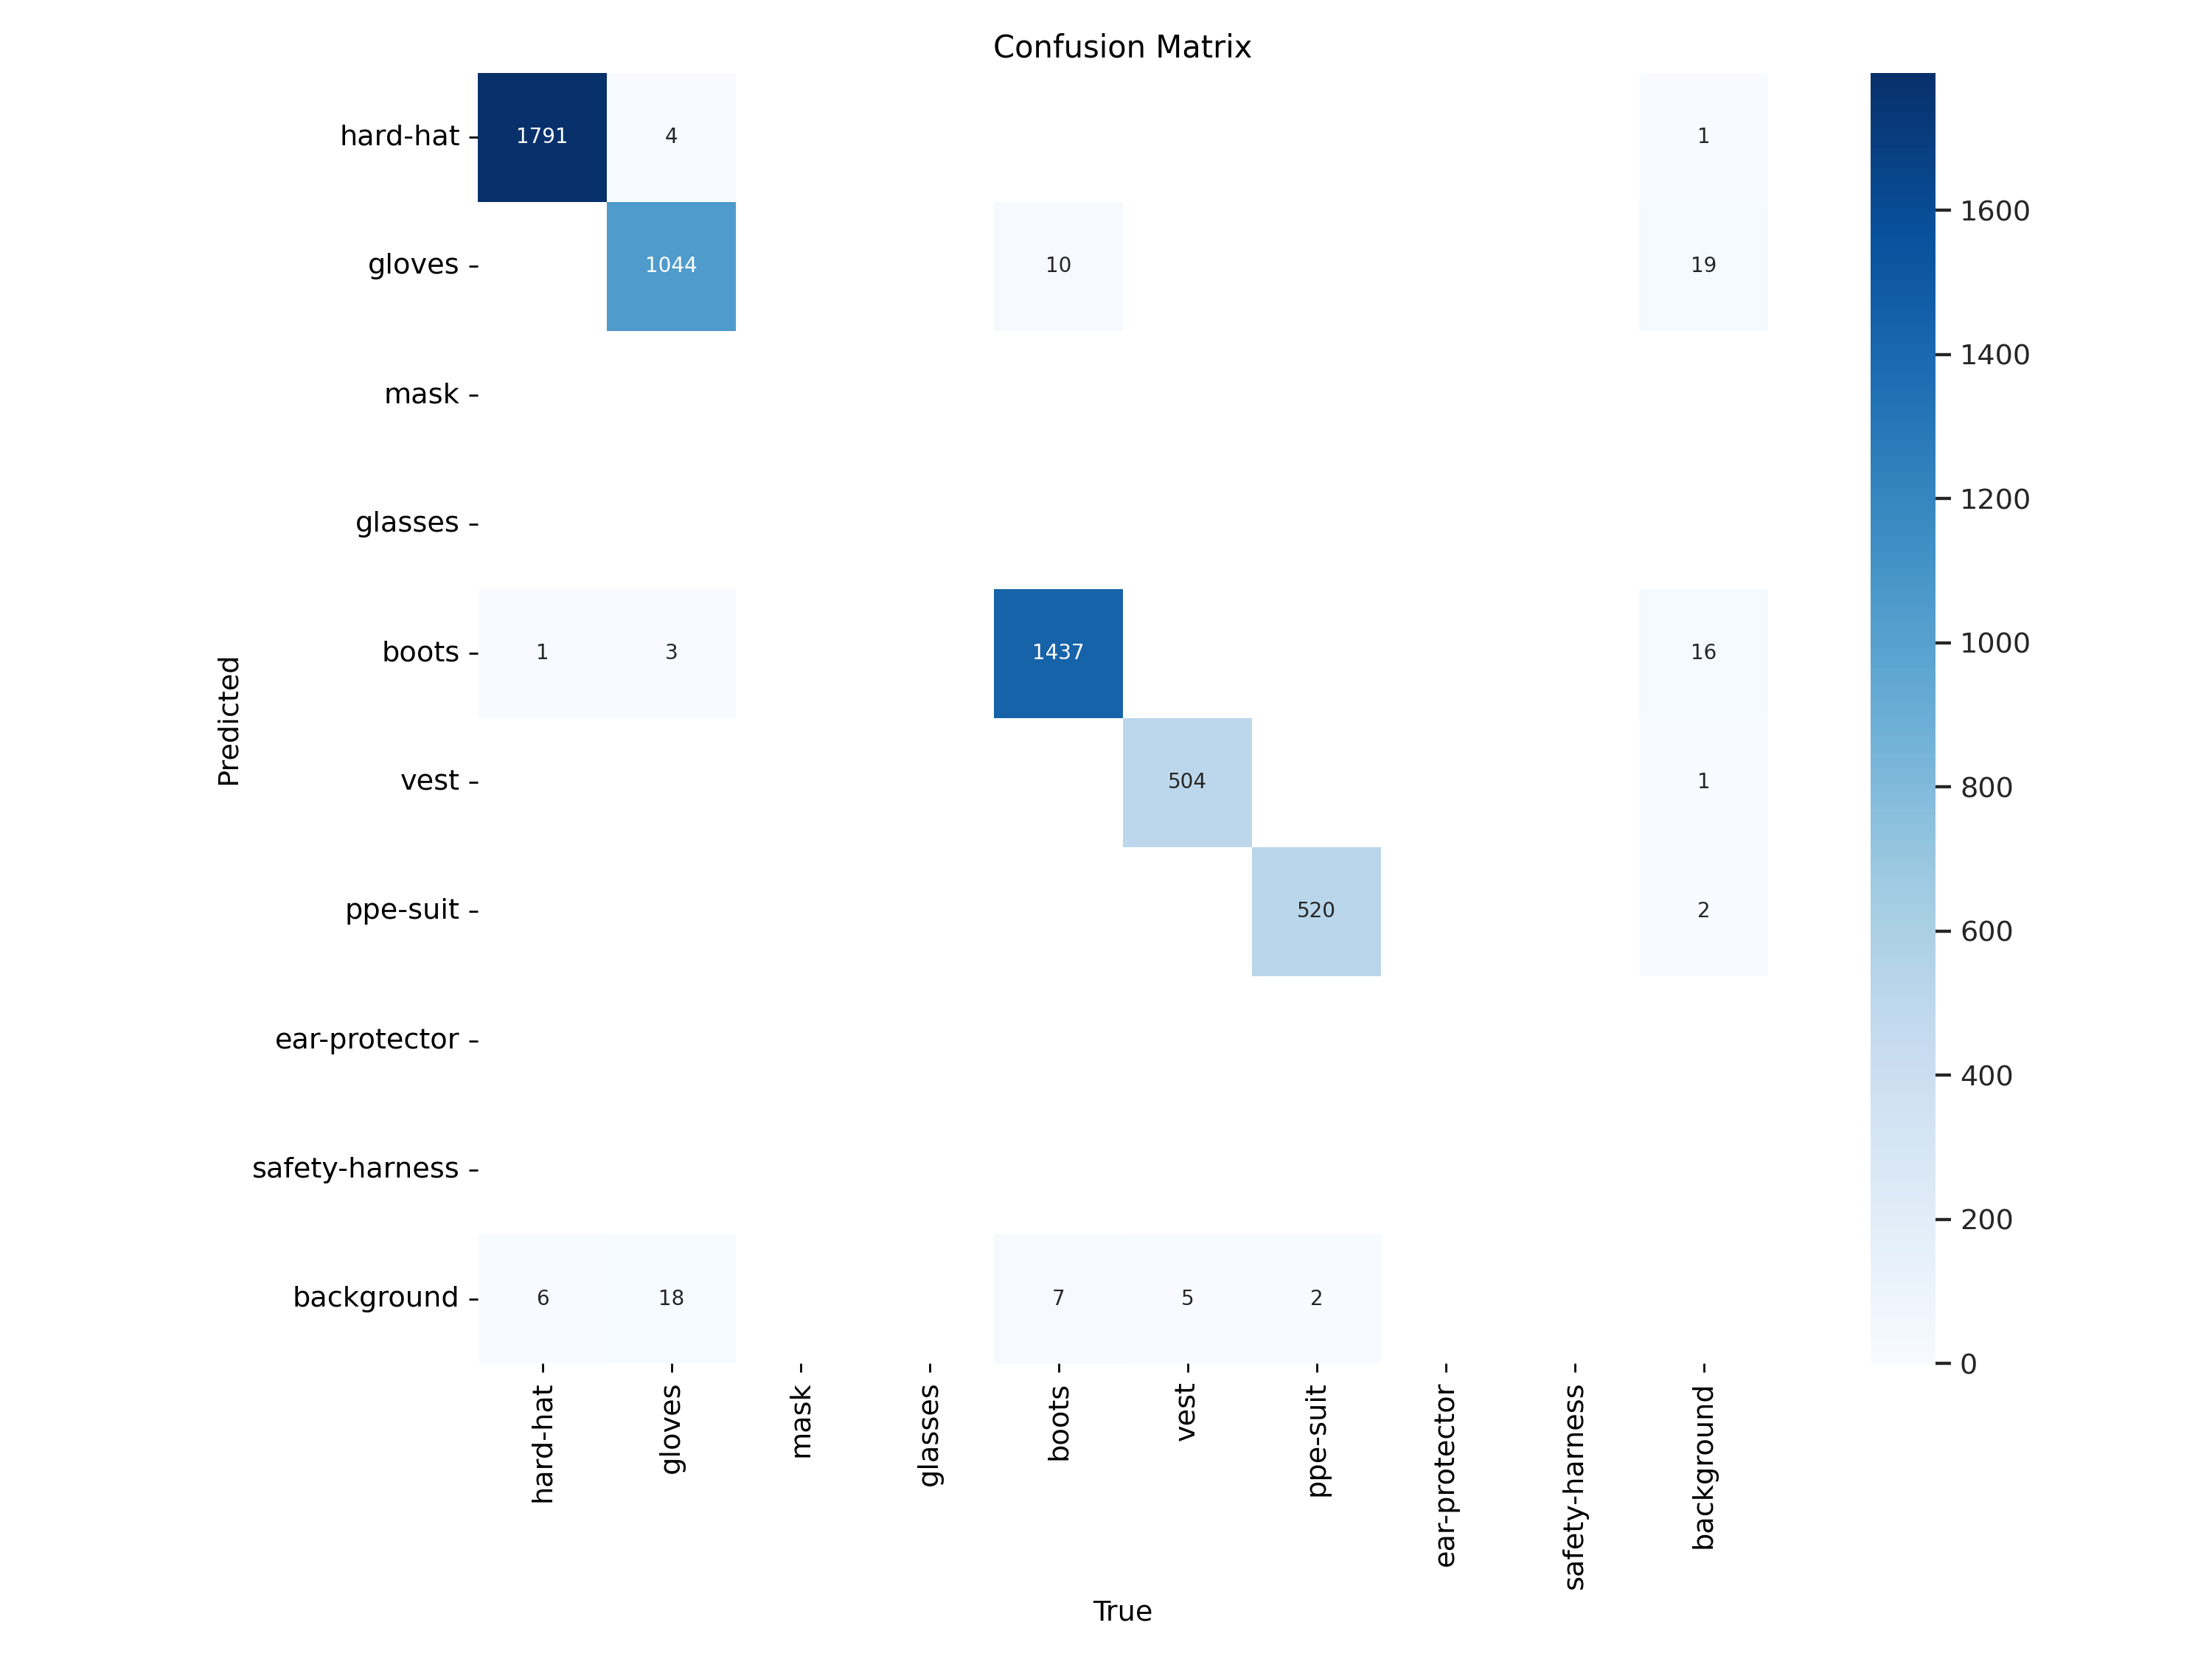 Confusion Matrix
hard-hat 1791 4 1
1600
gloves 1044 10 19
1400
mask
glasses
1200
1000
boots 1 3 1437 16
Predicted
vest 504 1
800
ppe-suit 520 2
600
ear-protector
400
safety-harness
200
background 6 18 7 5 2
0
hard-hat gloves mask glasses boots vest ppe-suit ear-protector safety-harness background
True